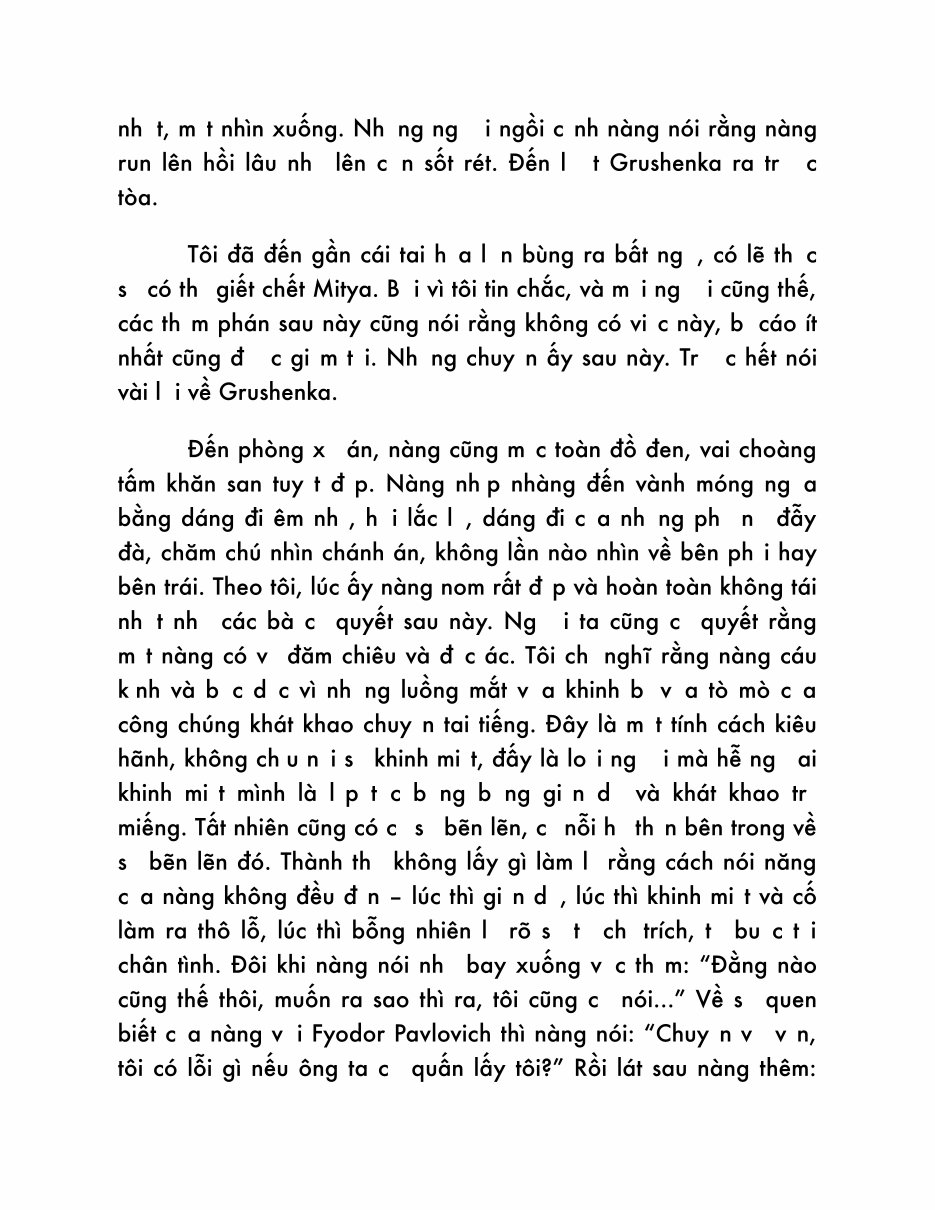 nh t, m t nhìn xuống. Nh ng ng i ngồi c nh nàng nói rằng nàng
run lên hồi lâu nh lên c n sốt rét. Đến l t Grushenka ra tr c
tòa.
Tôi đã đến gần cái tai h a l n bùng ra bất ng , có lẽ th c
s có th giết chết Mitya. B i vì tôi tin chắc, và m i ng i cũng thế,
các th m phán sau này cũng nói rằng không có vi c này, b cáo ít
nhất cũng đ c gi m t i. Nh ng chuy n ấy sau này. Tr c hết nói
vài l i về Grushenka.
Đến phòng x án, nàng cũng m c toàn đồ đen, vai choàng
tấm khăn san tuy t đ p. Nàng nh p nhàng đến vành móng ng a
bằng dáng đi êm nh , h i lắc l , dáng đi c a nh ng ph n đẫy
đà, chăm chú nhìn chánh án, không lần nào nhìn về bên ph i hay
bên trái. Theo tôi, lúc ấy nàng nom rất đ p và hoàn toàn không tái
nh t nh các bà c quyết sau này. Ng i ta cũng c quyết rằng
m t nàng có v đăm chiêu và đ c ác. Tôi ch nghĩ rằng nàng cáu
k nh và b c d c vì nh ng luồng mắt v a khinh b v a tò mò c a
công chúng khát khao chuy n tai tiếng. Đây là m t tính cách kiêu
hãnh, không ch u n i s khinh mi t, đấy là lo i ng i mà hễ ng ai
khinh mi t mình là l p t c b ng b ng gi n d và khát khao tr
miếng. Tất nhiên cũng có c s bẽn lẽn, c nỗi h th n bên trong về
s bẽn lẽn đó. Thành th không lấy gì làm l rằng cách nói năng
c a nàng không đều đ n – lúc thì gi n d , lúc thì khinh mi t và cố
làm ra thô lỗ, lúc thì bỗng nhiên l rõ s t ch trích, t bu c t i
chân tình. Đôi khi nàng nói nh bay xuống v c th m: “Đằng nào
cũng thế thôi, muốn ra sao thì ra, tôi cũng c nói...” Về s quen
biết c a nàng v i Fyodor Pavlovich thì nàng nói: “Chuy n v v n,
tôi có lỗi gì nếu ông ta c quấn lấy tôi?” Rồi lát sau nàng thêm: